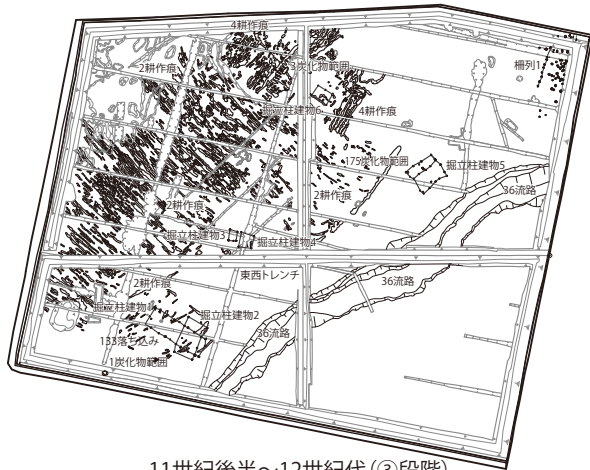 4耕作痕
2耕作痕
3炭化物範囲
柵列1
掘立柱建物6
4耕作痕
175炭化物範囲
掘立柱建物5
2耕作痕
36流路
2耕作痕
掘立柱建物3
掘立柱建物4
東西トレンチ
2耕作痕
36流路
掘立柱建物1
掘立柱建物2
36流路
133落ち込み
1炭化物範囲
11世紀後半～12世紀代(③段階)